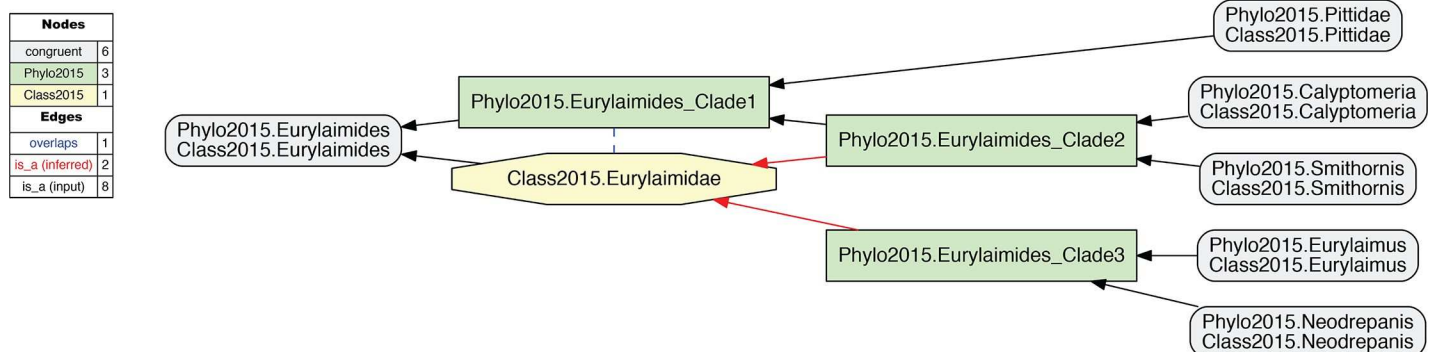 Nodes
congruent 6
Phylo2015 3
Class2015 1
Edges
overlaps 1
is_a (inferred) 2
is_a (input) 8
Phylo2015.Eurylaimides
Class2015.Eurylaimides
Phylo2015.Eurylaimides_Clade1
Class2015.Eurylaimidae
Phylo2015.Eurylaimides_Clade2
Phylo2015.Eurylaimides_Clade3
Phylo2015.Pittidae
Class2015.Pittidae
Phylo2015.Calyptomeria
Class2015.Calyptomeria
Phylo2015.Smithornis
Class2015.Smithornis
Phylo2015.Eurylaimus
Class2015.Eurylaimus
Phylo2015.Neodrepanis
Class2015.Neodrepanis